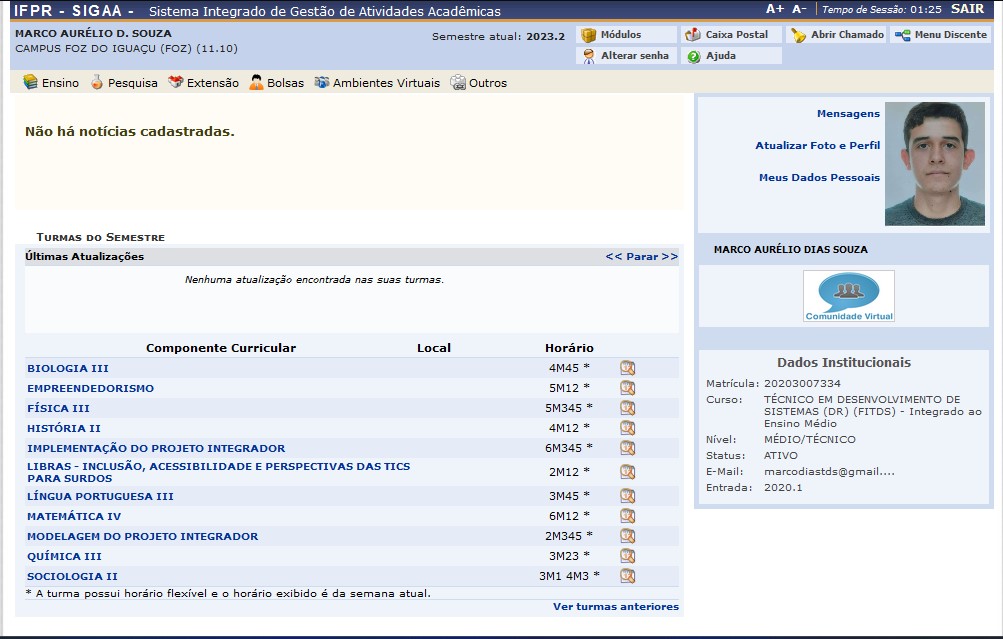 IFPR - SIGAA - Sistema Integrado de Gestão de Atividades Acadêmicas A+ A- Tempo de Sessão: 01:25 SAIR
MARCO AURÉLIO D. SOUZA
CAMPUS FOZ DO IGUAÇU (FOZ) (11.10)
Semestre atual: 2023.2
Módulos Caixa Postal Abrir Chamado Menu Discente
Alterar senha Ajuda
Ensino Pesquisa Extensão Bolsas Ambientes Virtuais Outros
Não há notícias cadastradas.
TURMAS DO SEMESTRE
Últimas Atualizações << Parar >>
Nenhuma atualização encontrada nas suas turmas.
Componente Curricular Local Horário
BIOLOGIA III 4M45 *
EMPREENDEDORISMO 5M12 *
FÍSICA III 5M345 *
HISTÓRIA II 4M12 *
IMPLEMENTAÇÃO DO PROJETO INTEGRADOR 6M345 *
LIBRAS - INCLUSÃO, ACESSIBILIDADE E PERSPECTIVAS DAS TICS
PARA SURDOS 2M12 *
LÍNGUA PORTUGUESA III 3M45 *
MATEMÁTICA IV 6M12 *
MODELAGEM DO PROJETO INTEGRADOR 2M345 *
QUÍMICA III 3M23 *
SOCIOLOGIA II 3M1 4M3 *
* A turma possui horário flexível e o horário exibido é da semana atual.
Ver turmas anteriores
Mensagens
Atualizar Foto e Perfil
Meus Dados Pessoais
MARCO AURÉLIO DIAS SOUZA
Comunidade Virtual
Dados Institucionais
Matrícula: 20203007334
Curso: TÉCNICO EM DESENVOLVIMENTO DE
SISTEMAS (DR) (FITDS) - Integrado ao
Ensino Médio
Nível: MÉDIO/TÉCNICO
Status: ATIVO
E-Mail: marcodiastds@gmail....
Entrada: 2020.1